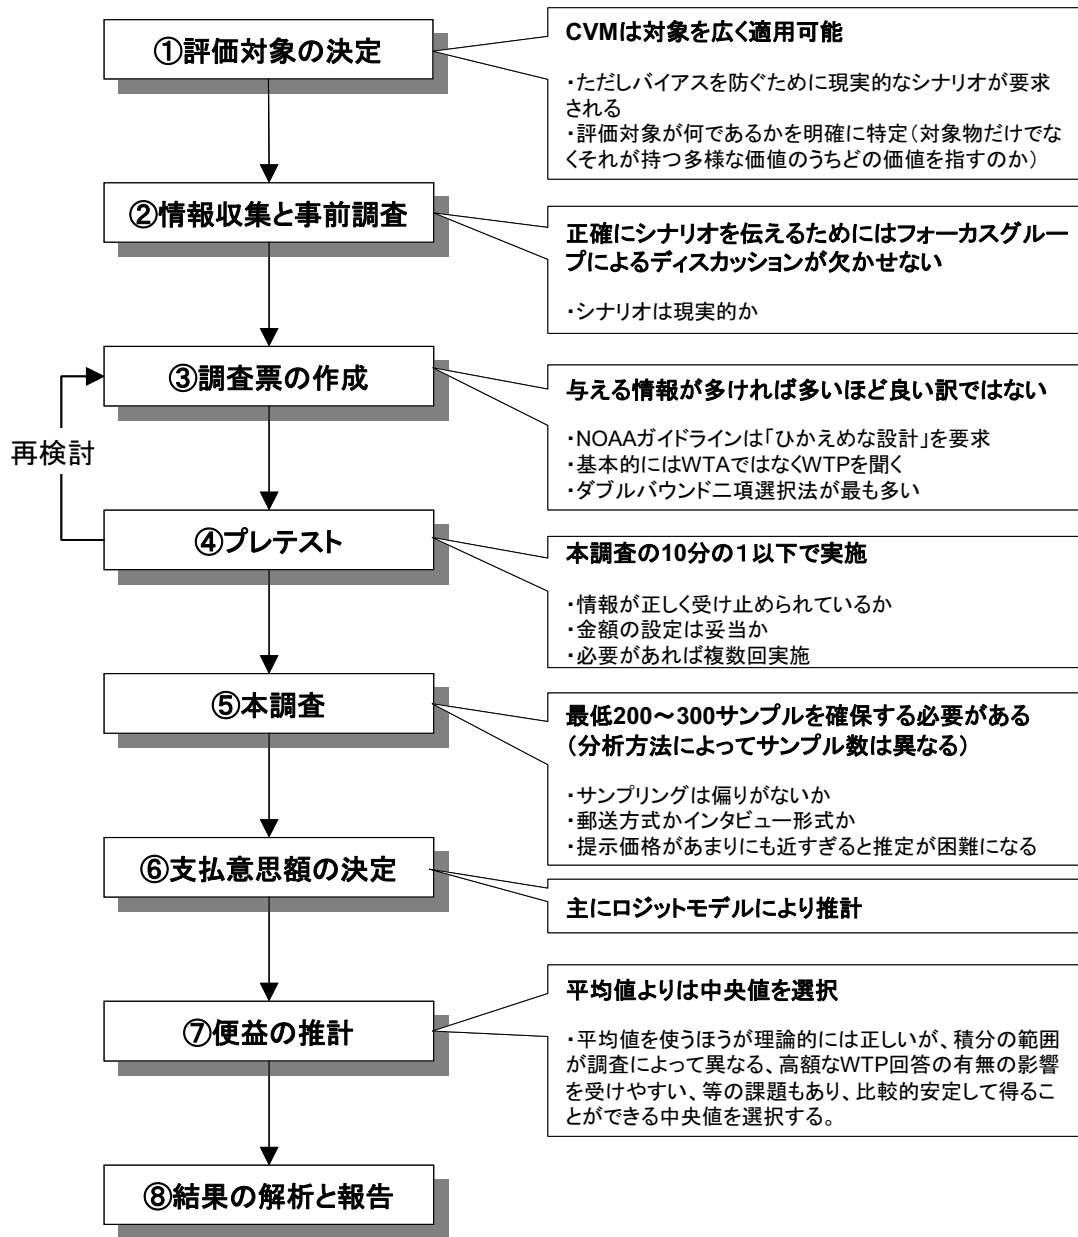 ①評価対象の決定
CVMは対象を広く適用可能
・ただしバイアスを防ぐために現実的なシナリオが要求
される
・評価対象が何であるかを明確に特定（対象物だけでな
くそれが持つ多様な価値のうちどの価値を指すのか）
②情報収集と事前調査
正確にシナリオを伝えるためにはフォーカスグルー
プによるディスカッションが欠かせない
・シナリオは現実的か
③調査票の作成
与える情報が多ければ多いほど良い訳ではない
・NOAAガイドラインは「ひかえめな設計」を要求
・基本的にはWTAではなくWTPを聞く
・ダブルバウンド二項選択法が最も多い
再検討
④プレテスト
本調査の10分の１以下で実施
・情報が正しく受け止められているか
・金額の設定は妥当か
・必要があれば複数回実施
⑤本調査
最低200～300サンプルを確保する必要がある
（分析方法によってサンプル数は異なる）
・サンプリングは偏りがないか
・郵送方式かインタビュー形式か
・提示価格があまりにも近すぎると推定が困難になる
⑥支払意思額の決定
主にロジットモデルにより推計
⑦便益の推計
平均値よりは中央値を選択
・平均値を使うほうが理論的には正しいが、積分の範囲
が調査によって異なる、高額なWTP回答の有無の影響
を受けやすい、等の課題もあり、比較的安定して得るこ
とができる中央値を選択する。
⑧結果の解析と報告